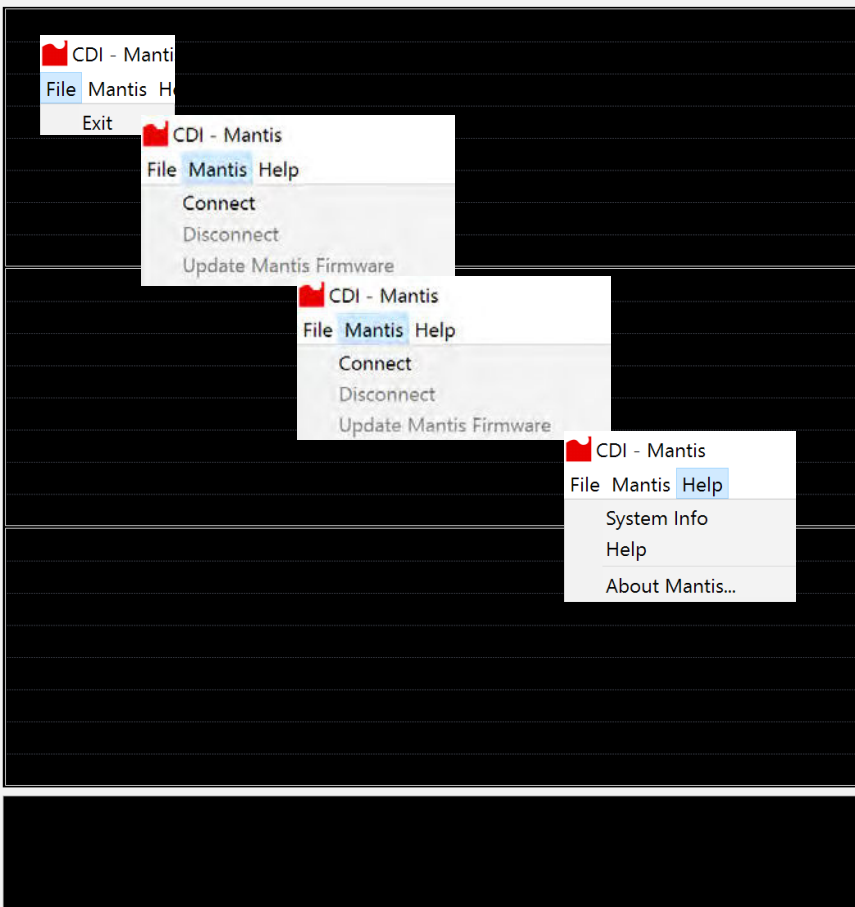 CDI - Manti
File Mantis
Exit
CDI - Mantis
File Mantis Help
Connect
Disconnect
Update Mantis Firmware
CDI - Mantis
File Mantis Help
Connect
Disconnect
Update Mantis Firmware
CDI - Mantis
File Mantis Help
System Info
Help
About Mantis...